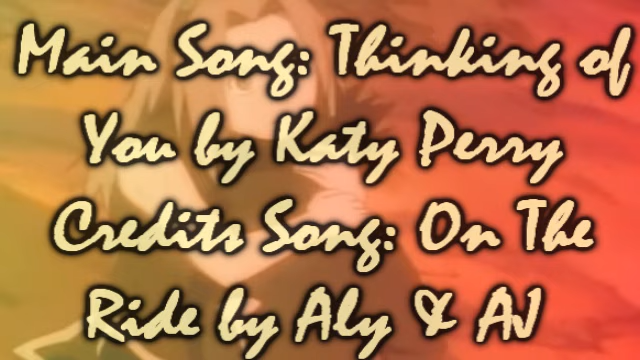 Main Song: Thinking of
You by Katy Perry
Credits Song: On The
Ride by Aly & AJ